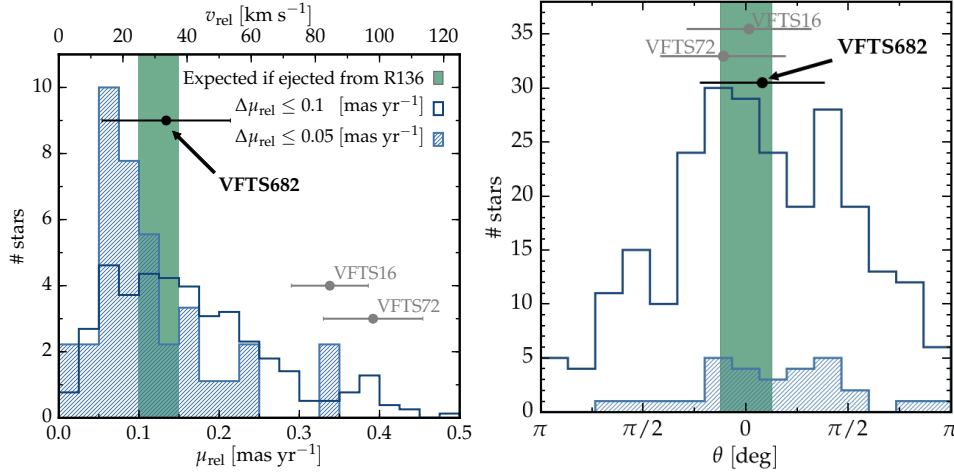 v_rel [km s⁻¹]
0 20 40 60 80 100 120
Expected if ejected from R136
Δμ_rel ≤ 0.1 [mas yr⁻¹]
Δμ_rel ≤ 0.05 [mas yr⁻¹]
VFTS682
VFTS16
VFTS72
# stars
10
8
6
4
2
0
0.0 0.1 0.2 0.3 0.4 0.5
μ_rel [mas yr⁻¹]
VFTS16
VFTS72
VFTS682
# stars
35
30
25
20
15
10
5
0
π π/2 0 π/2 π
θ [deg]